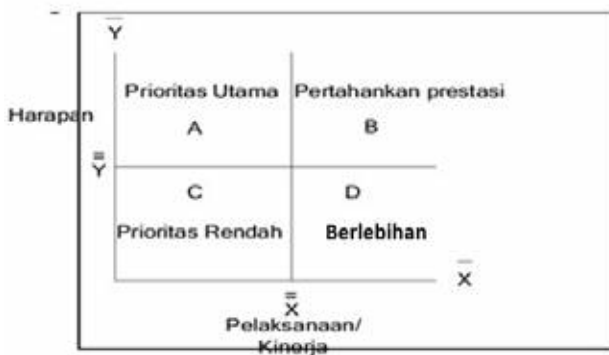 Y
Prioritas Utama
Pertahankan prestasi
Harapan
A
B
Y
C
D
Prioritas Rendah
Berlebihan
X
X
Pelaksanaan/
Kinerja